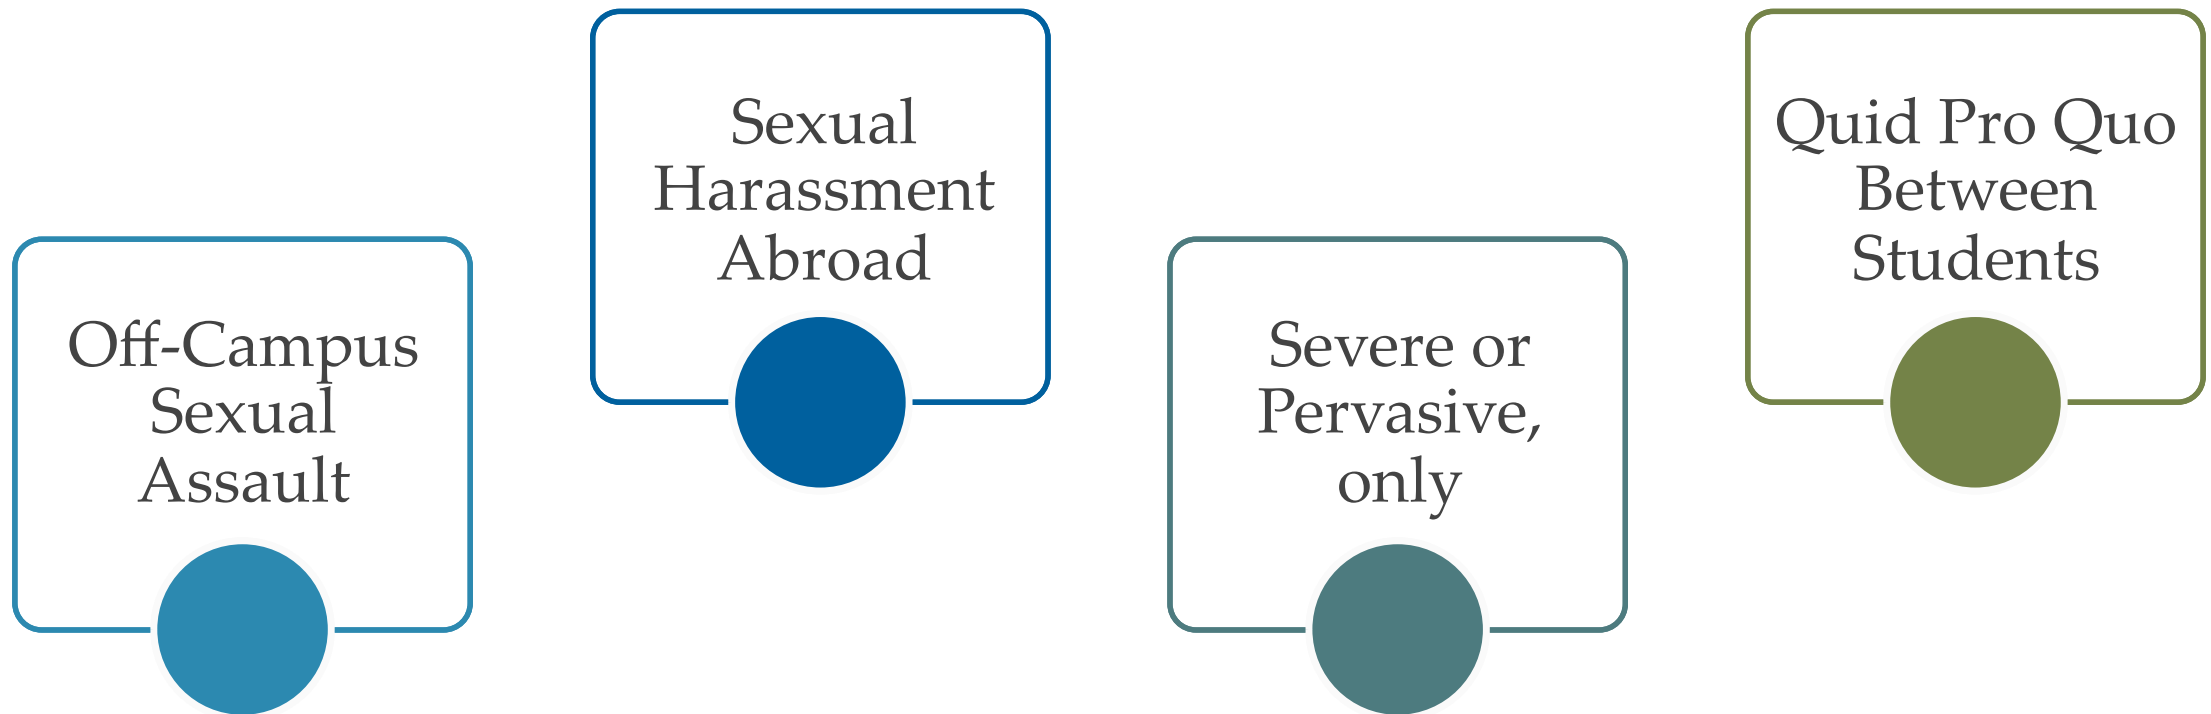 Off-Campus
Sexual
Assault
Sexual
Harassment
Abroad
Severe or
Pervasive,
only
Quid Pro Quo
Between
Students